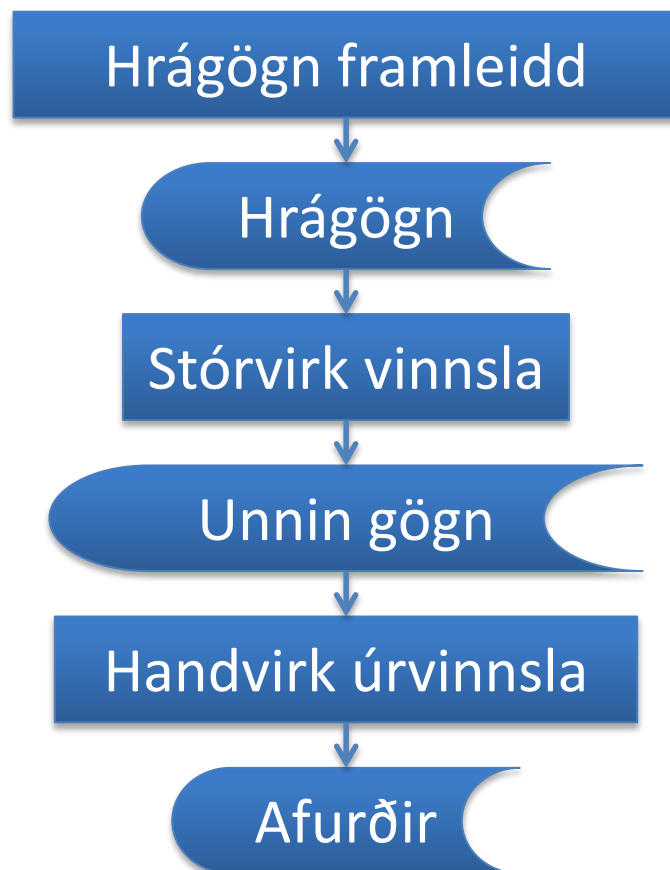 Hrágögn framleidd
Hrágögn
Stórvirk vinnsla
Unnin gögn
Handvirk úrvinnsla
Afurðir